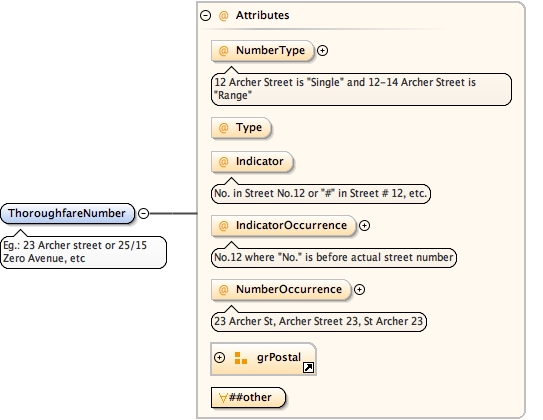 Attributes
@ NumberType
12 Archer Street is "Single" and 12-14 Archer Street is
"Range"
@ Type
@ Indicator
No. in Street No.12 or "#" in Street # 12, etc.
ThoroughfareNumber
Eg.: 23 Archer street or 25/15
Zero Avenue, etc
@ IndicatorOccurrence
No.12 where "No." is before actual street number
@ NumberOccurrence
23 Archer St, Archer Street 23, St Archer 23
grPostal
##other